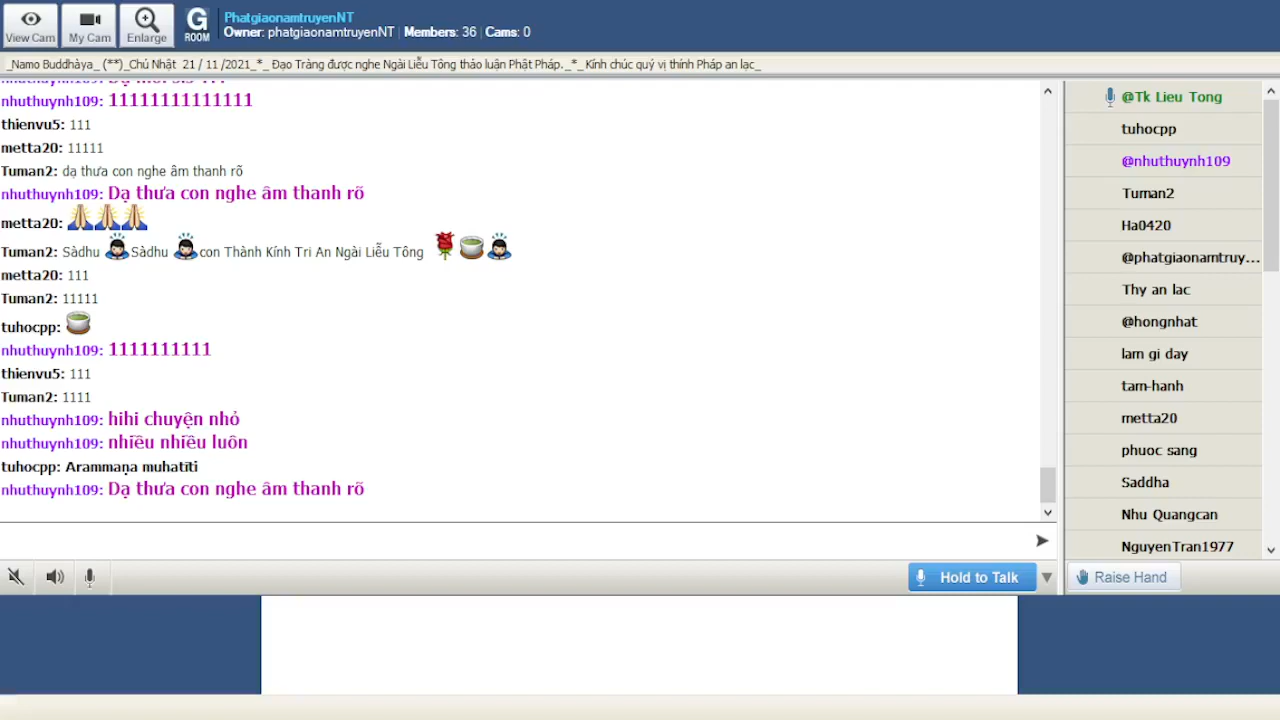 View Cam
My Cam
Enlarge
G
ROOM
PhatgiaonamtruyenNT
Owner: phatgiaonamtruyenNT | Members: 36 | Cams: 0
_Namo Buddhàya_ (**)_Chủ Nhật 21 / 11 /2021_*_ Đạo Tràng được nghe Ngài Liễu Tông thảo luận Phật Pháp._*_Kính chúc quý vị thính Pháp an lạc_
nhuthuynh109: 11111111111111
thienvu5: 111
metta20: 11111
Tuman2: dạ thưa con nghe âm thanh rõ
nhuthuynh109: Dạ thưa con nghe âm thanh rõ
metta20: 🙏🙏🙏
Tuman2: Sàdhu 🙇Sàdhu 🙇con Thành Kính Tri Ân Ngài Liễu Tông 🌹🍵🙇
metta20: 111
Tuman2: 11111
tuhocpp: 🍵
nhuthuynh109: 1111111111
thienvu5: 111
Tuman2: 1111
nhuthuynh109: hihi chuyện nhỏ
nhuthuynh109: nhiều nhiều luôn
tuhocpp: Arammaṇa muhatīti
nhuthuynh109: Dạ thưa con nghe âm thanh rõ
Hold to Talk
@Tk Lieu Tong
tuhocpp
@nhuthuynh109
Tuman2
Ha0420
@phatgiaonamtruy...
Thy an lac
@hongnhat
lam gi day
tam-hanh
metta20
phuoc sang
Saddha
Nhu Quangcan
NguyenTran1977
Raise Hand